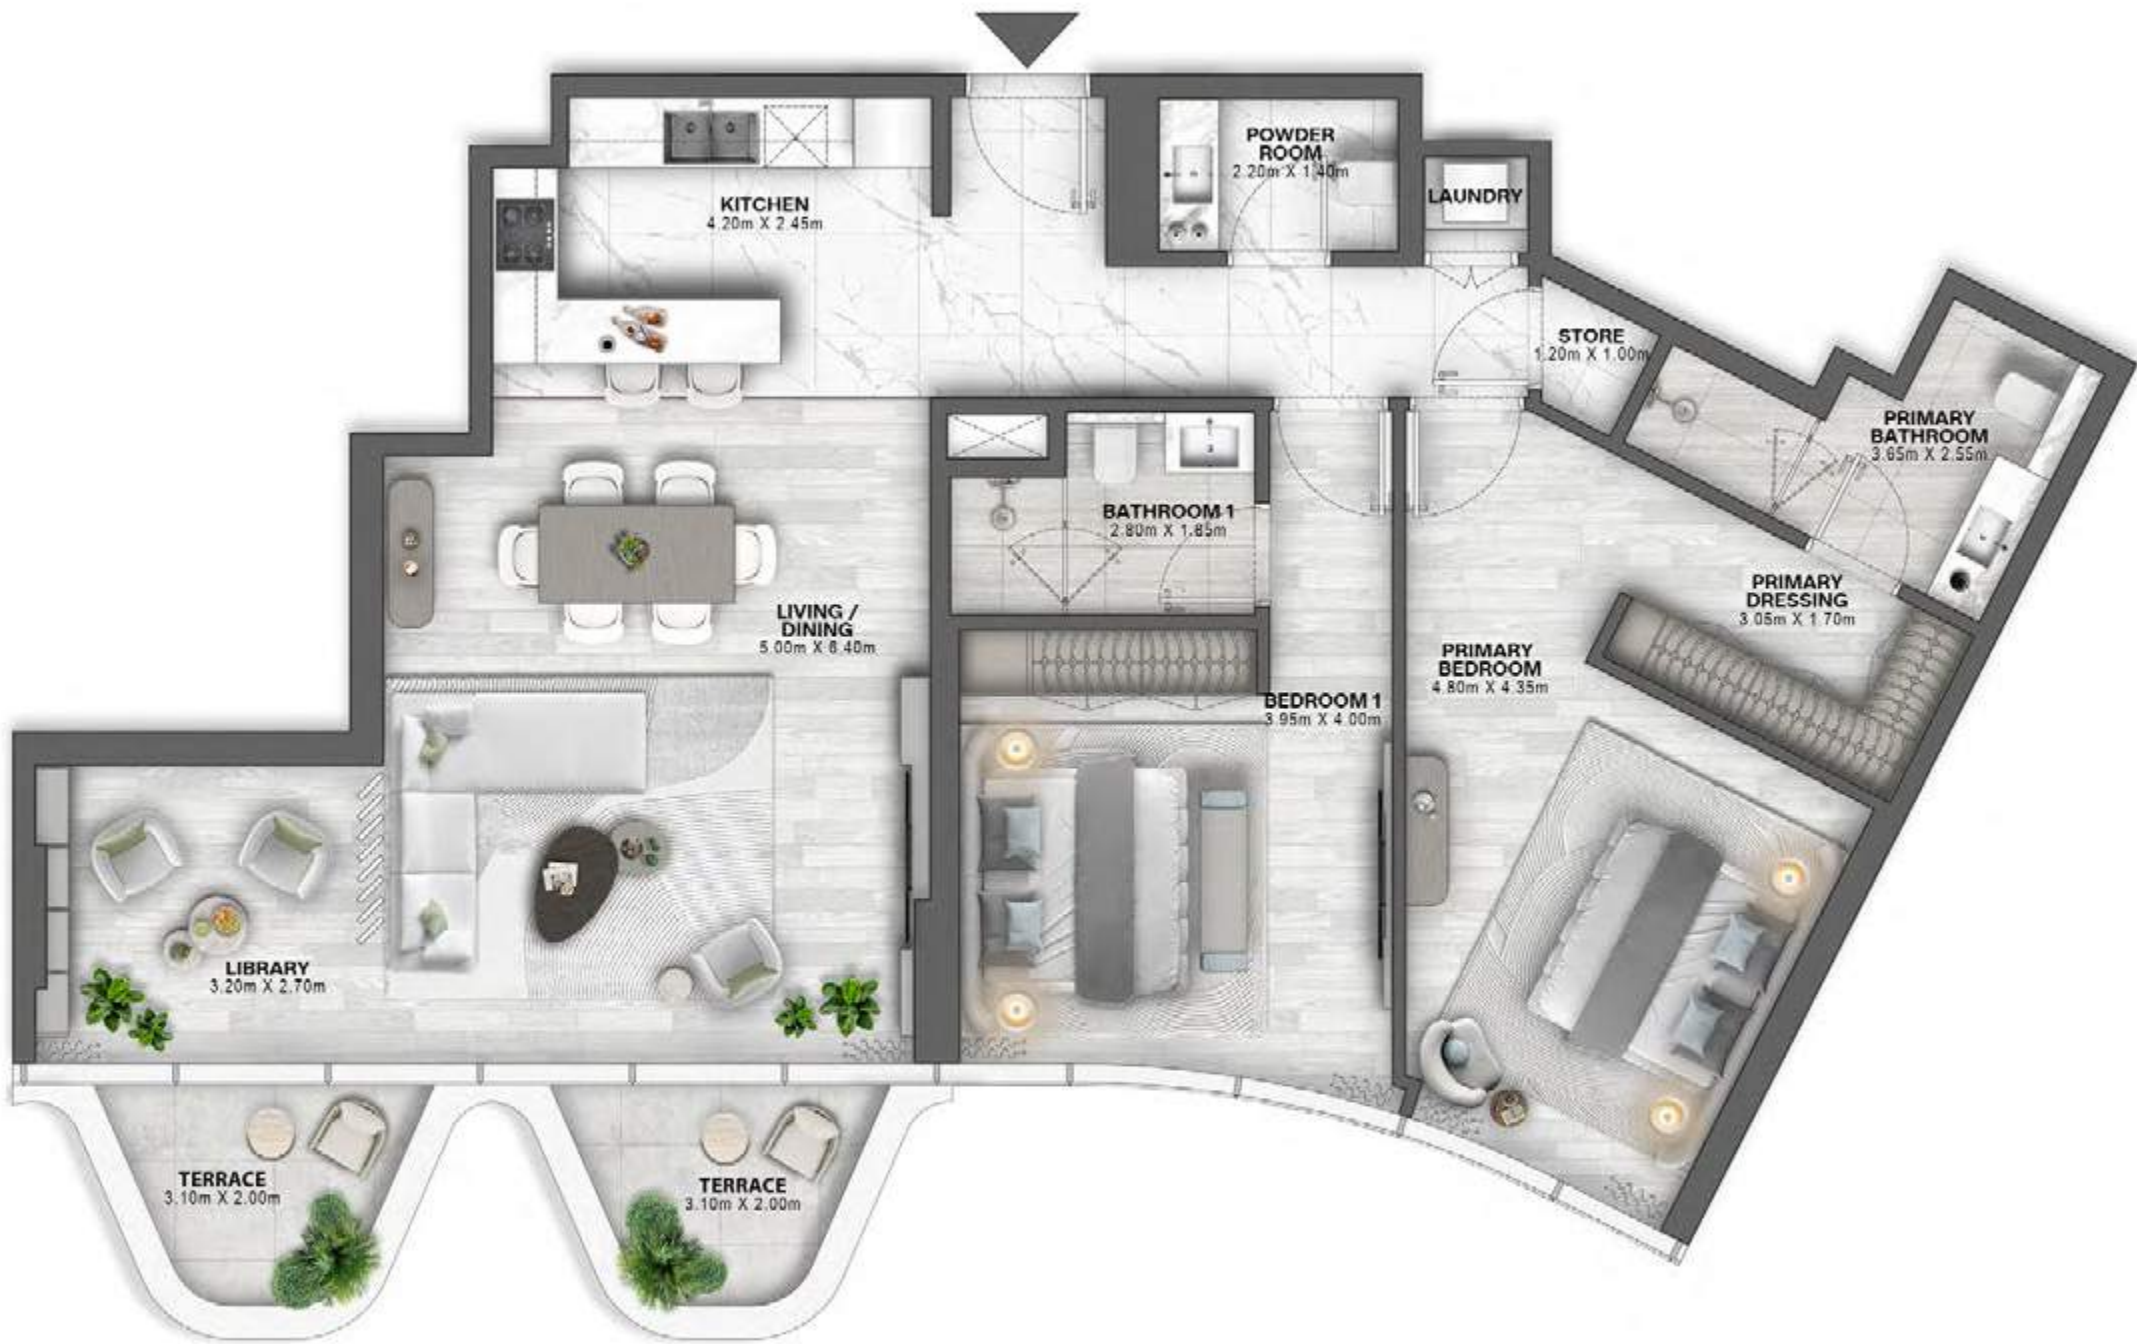 POWDER
ROOM
2.20m X 1.40m
LAUNDRY
KITCHEN
4.20m X 2.45m
STORE
1.20m X 1.00m
PRIMARY
BATHROOM
3.65m X 2.55m
BATHROOM 1
2.80m X 1.85m
PRIMARY
DRESSING
3.05m X 1.70m
LIVING /
DINING
5.00m X 6.40m
PRIMARY
BEDROOM
4.80m X 4.35m
BEDROOM 1
3.95m X 4.00m
LIBRARY
3.20m X 2.70m
TERRACE
3.10m X 2.00m
TERRACE
3.10m X 2.00m